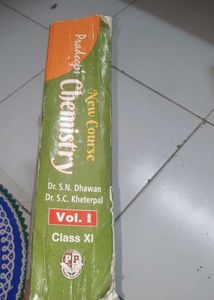 Pradeep's
New Course
Chemistry
Dr. S.N. Dhawan
Dr. S.C. Kheterpal
Vol. I
Class XI
P P